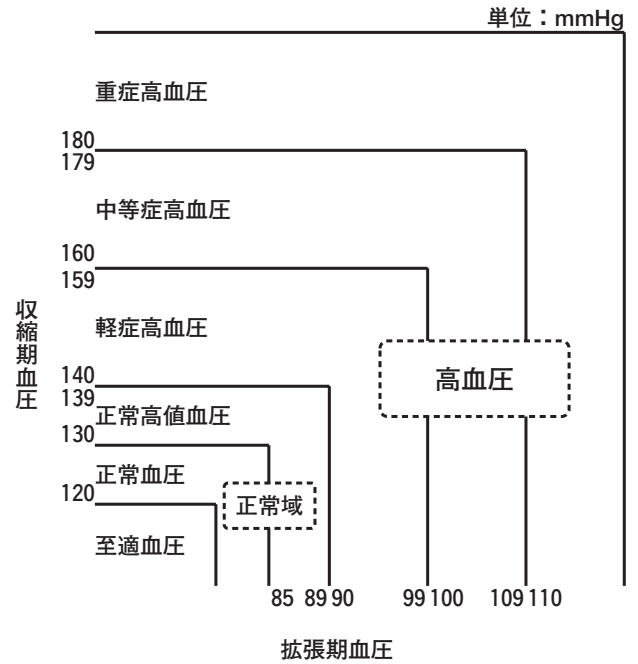 単位：mmHg
重症高血圧
180
179
中等症高血圧
160
159
収縮期血圧
軽症高血圧
高血圧
140
139
正常高値血圧
130
正常血圧
120
正常域
至適血圧
85 89 90 99 100 109 110
拡張期血圧